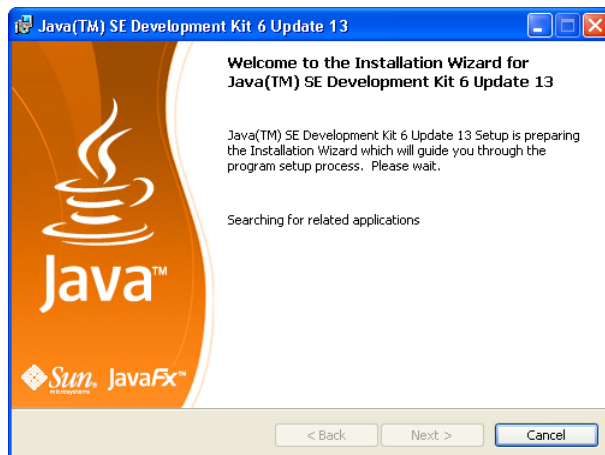 Java(TM) SE Development Kit 6 Update 13
Welcome to the Installation Wizard for
Java(TM) SE Development Kit 6 Update 13
Java(TM) SE Development Kit 6 Update 13 Setup is preparing
the Installation Wizard which will guide you through the
program setup process. Please wait.
Searching for related applications
Java™
Sun microsystems JavaFx™
< Back Next > Cancel